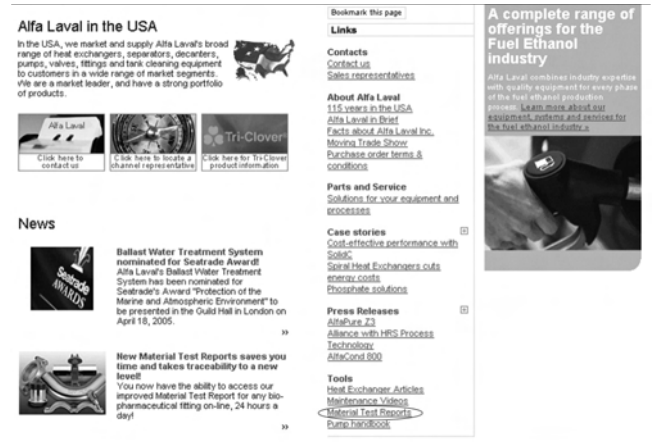 Alfa Laval in the USA
In the USA, we market and supply Alfa Laval's broad
range of heat exchangers, separators, decanters,
pumps, valves, fittings and tank cleaning equipment
to customers in a wide range of market segments.
We are a market leader, and have a strong portfolio
of products.
Alfa Laval
Click here to
contact us
Click here to locate a
channel representative
Tri-Clover
Click here for Tri-Clover
product information
News
Seatrade
AWARDS
Ballast Water Treatment System
nominated for Seatrade Award!
Alfa Laval's Ballast Water Treatment
System has been nominated for
Seatrade's Award "Protection of the
Marine and Atmospheric Environment" to
be presented in the Guild Hall in London on
April 18, 2005.
»
New Material Test Reports saves you
time and takes traceability to a new
level!
You now have the ability to access our
improved Material Test Report for any bio-
pharmaceutical fitting on-line, 24 hours a
day!
»
Bookmark this page
Links
Contacts
Contact us
Sales representatives
About Alfa Laval
115 years in the USA
Alfa Laval in Brief
Facts about Alfa Laval Inc.
Moving Trade Show
Purchase order terms &
conditions
Parts and Service
Solutions for your equipment and
processes
Case stories
Cost-effective performance with
SolidC
Spiral Heat Exchangers cuts
energy costs
Phosphate solutions
Press Releases
AlfaPure Z3
Alliance with HRS Process
Technology
AlfaCond 800
Tools
Heat Exchanger Articles
Maintenance Videos
Material Test Reports
Pump handbook
A complete range of
offerings for the
Fuel Ethanol
industry
Alfa Laval combines industry expertise
with quality equipment for every phase
of the fuel ethanol production
process. Learn more about our
equipment, systems and services for
the fuel ethanol industry »